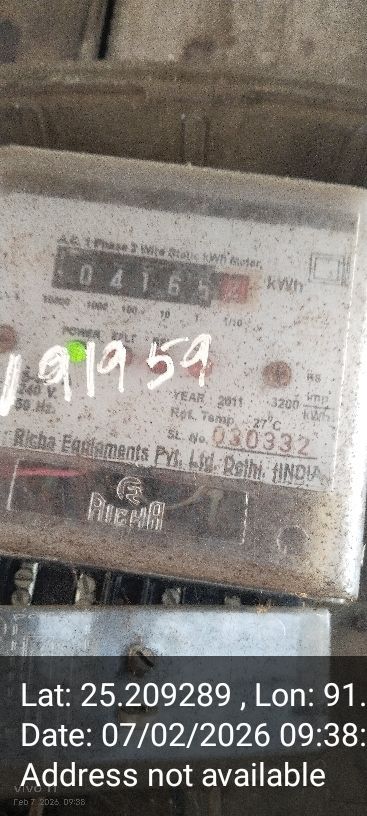 A.C. 1 Phase 2 Wire Static kWh meter
0 4 1 6 5
kWh
10000 1000 100 10 1 1/10
POWER
191959
240 V.
50 Hz.
RS
3200 imp
kWh
YEAR 2011
Ref. Temp. 27°C
SL. No. 030332
Richa Equipments Pvt. Ltd. Delhi. (INDIA)
RICHA
Lat: 25.209289 , Lon: 91.
Date: 07/02/2026 09:38:
Address not available
Feb 7, 2026 09:38